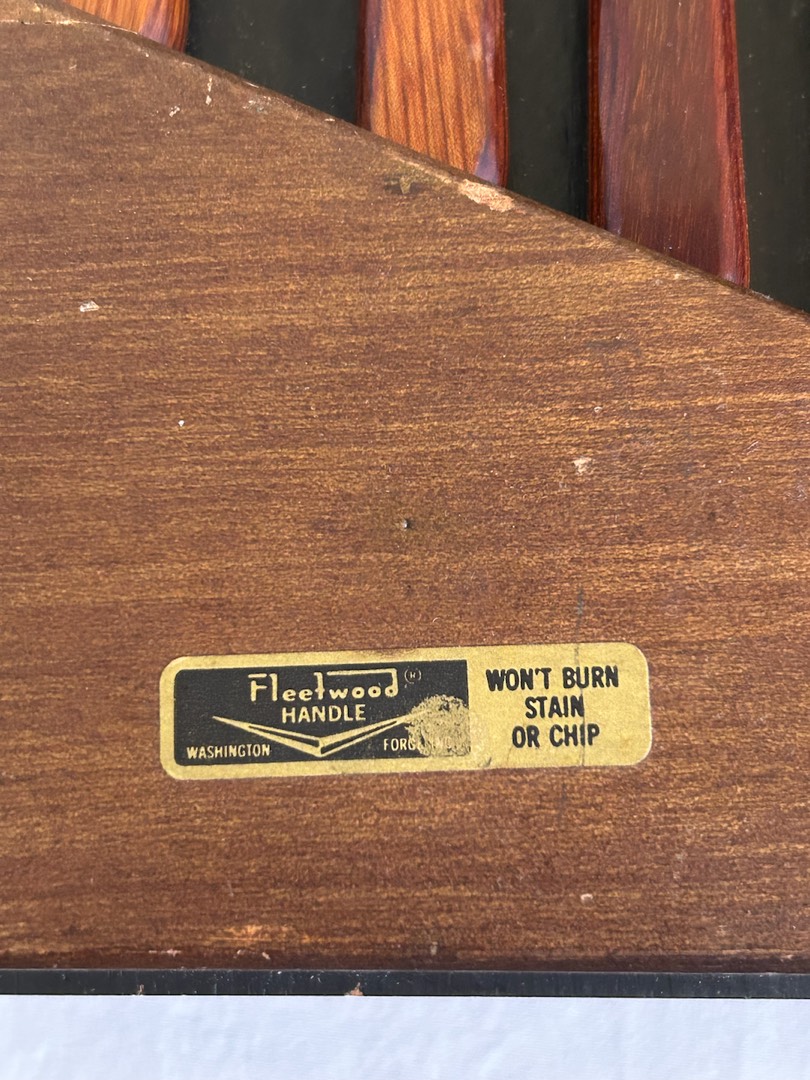 Fleetwood®
HANDLE
WASHINGTON
WON'T BURN
STAIN
OR CHIP